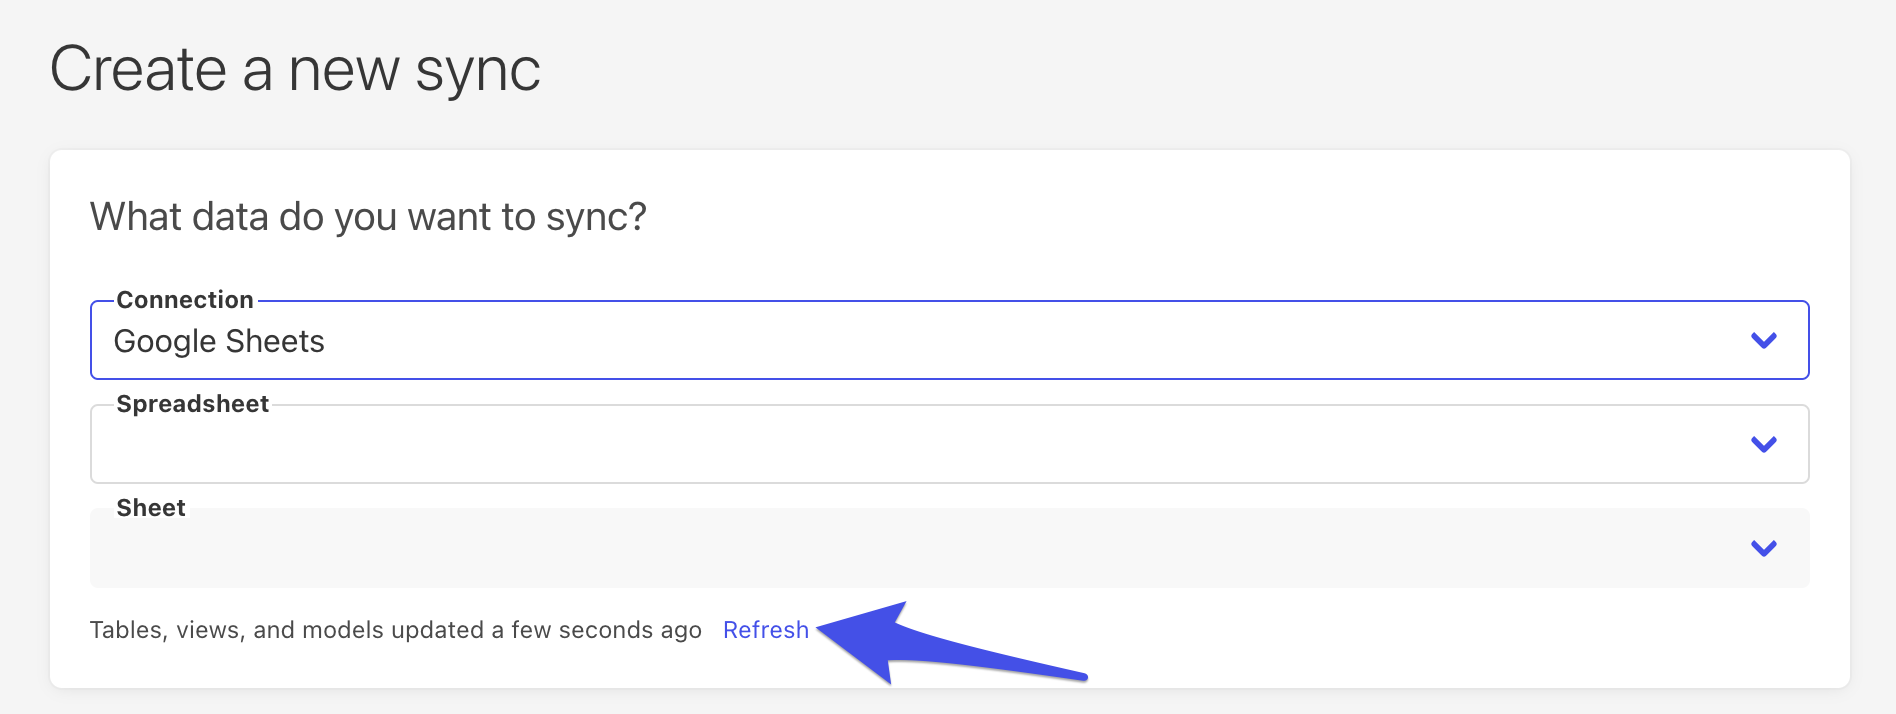 Create a new sync
What data do you want to sync?
Connection
Google Sheets
Spreadsheet
Sheet
Tables, views, and models updated a few seconds ago Refresh